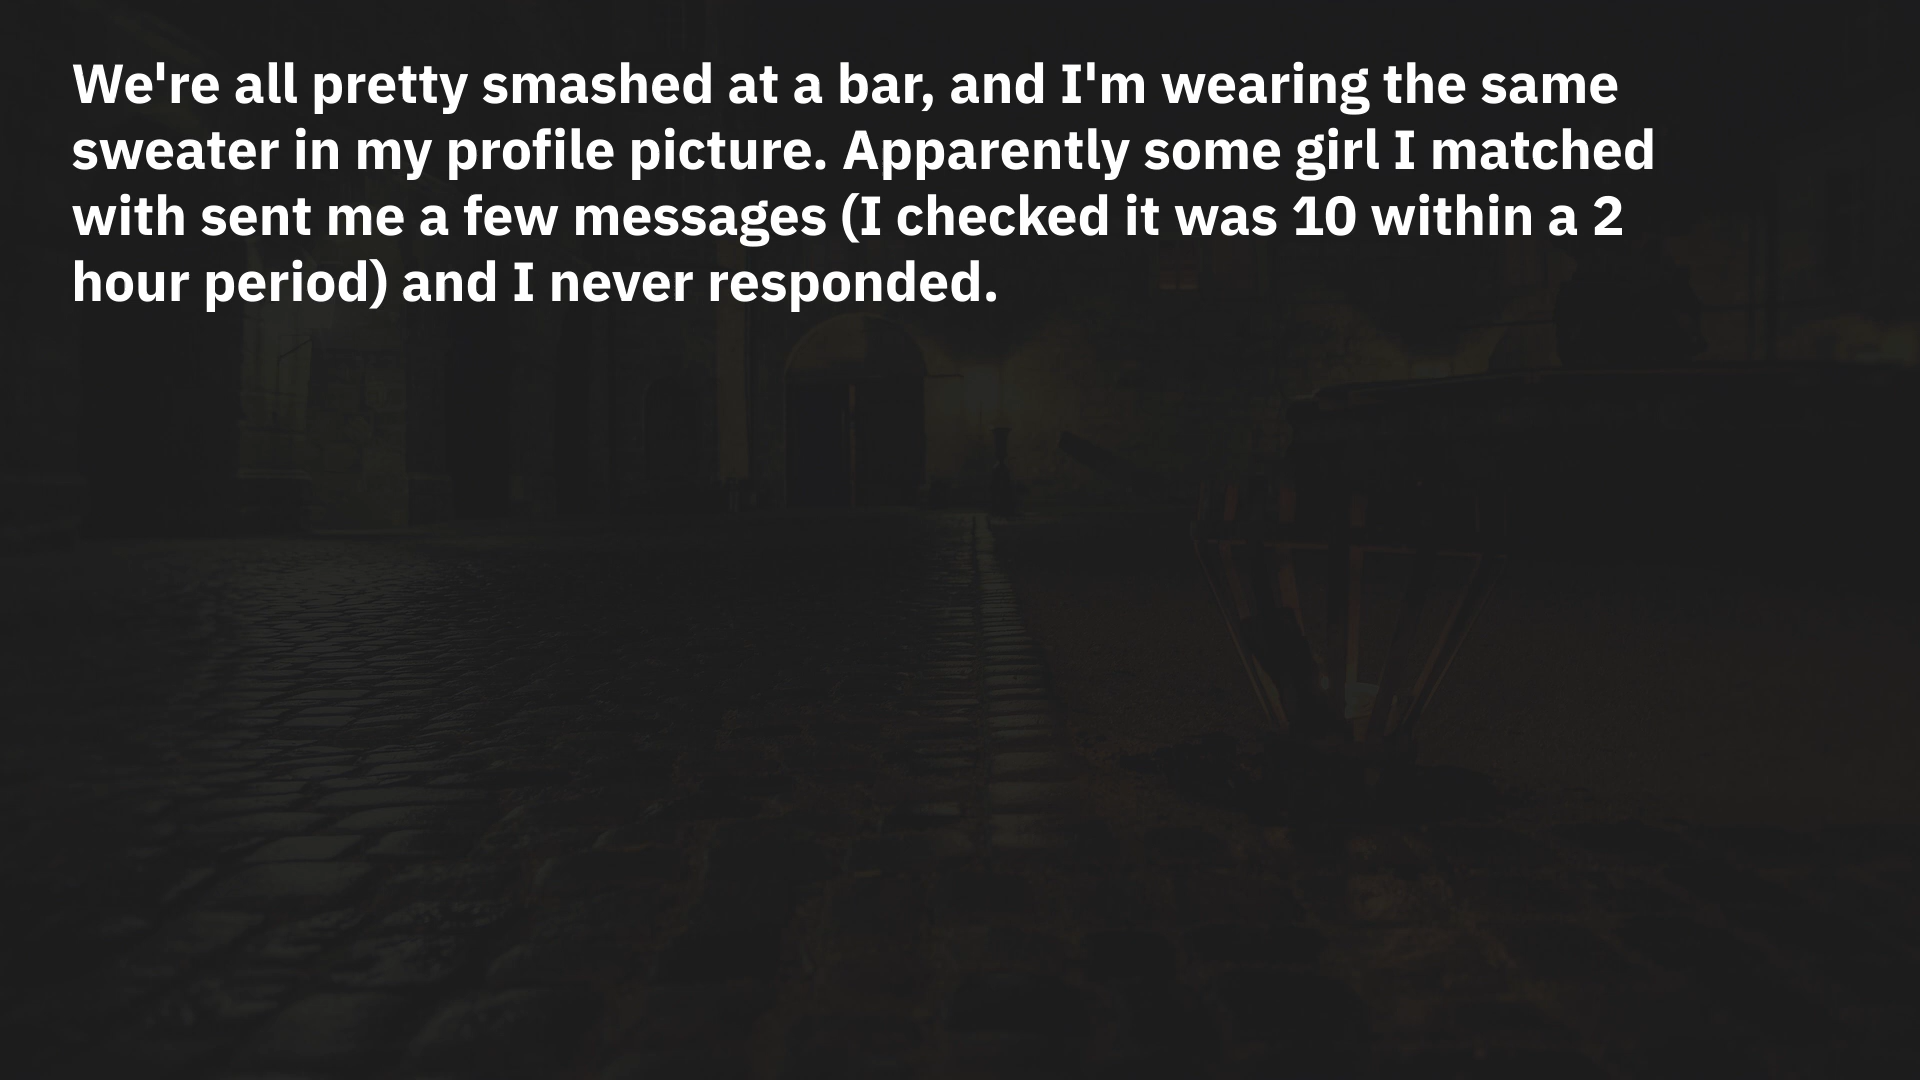 We're all pretty smashed at a bar, and I'm wearing the same
sweater in my profile picture. Apparently some girl I matched
with sent me a few messages (I checked it was 10 within a 2
hour period) and I never responded.